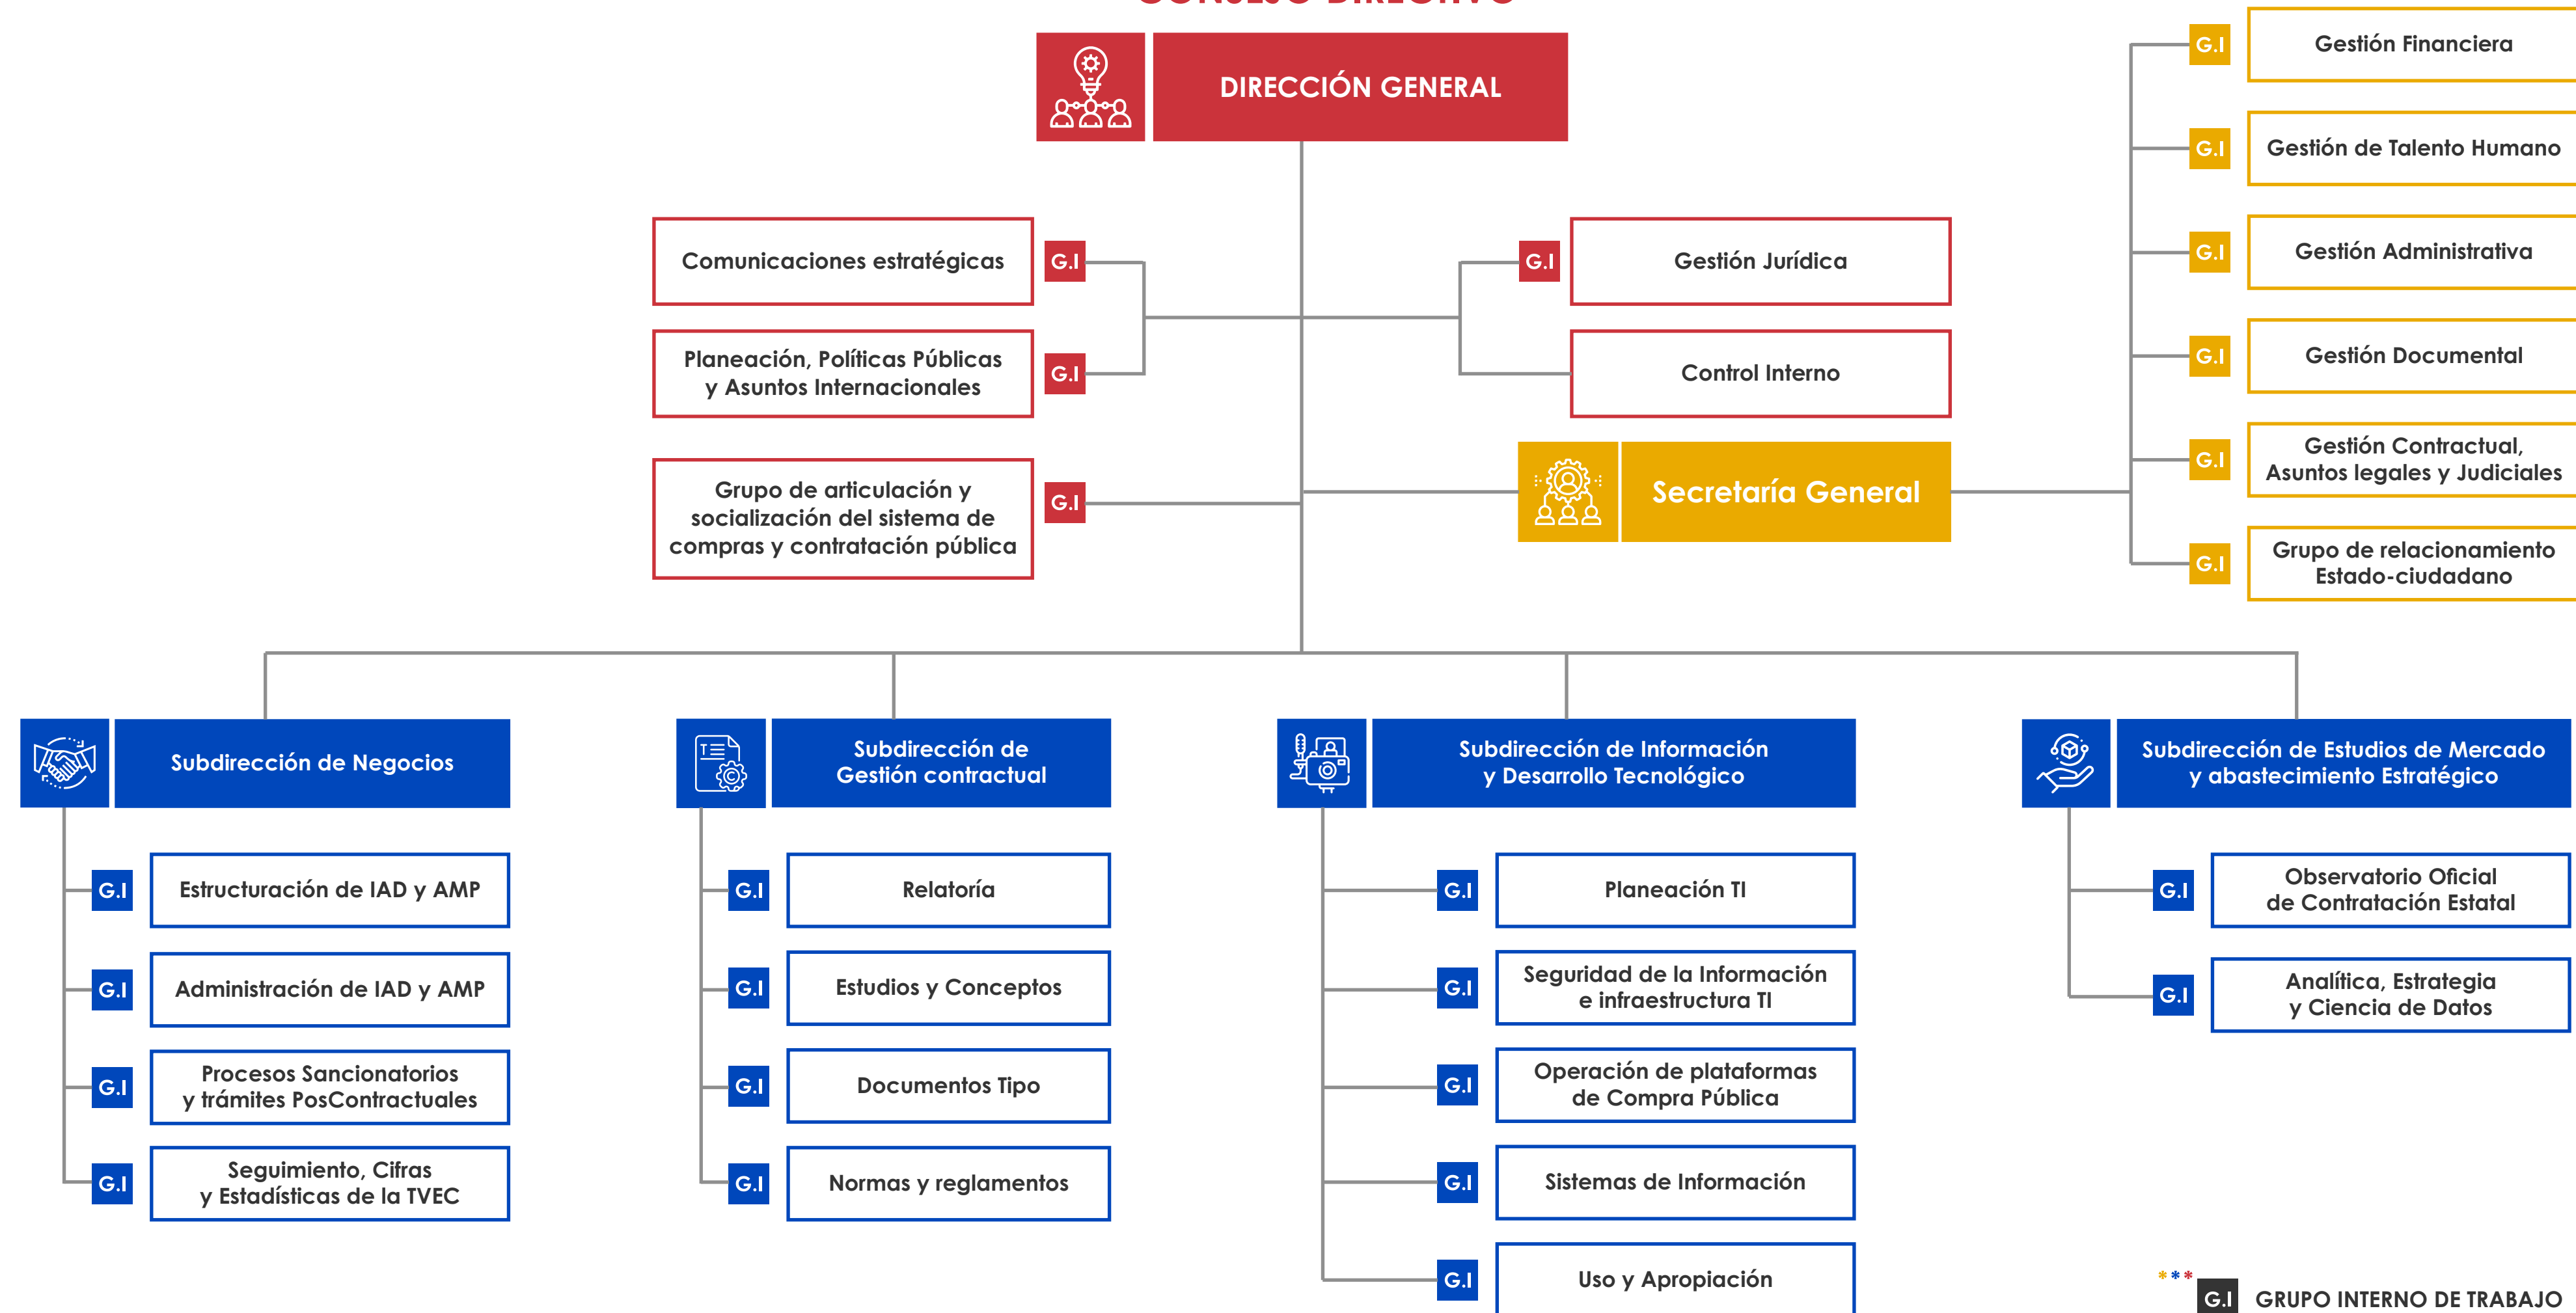 CONSEJO DIRECTIVO
DIRECCIÓN GENERAL
Comunicaciones estratégicas
G.I
Planeación, Políticas Públicas
y Asuntos Internacionales
G.I
Grupo de articulación y
socialización del sistema de
compras y contratación pública
G.I
G.I
Gestión Jurídica
Control Interno
Secretaría General
G.I
Gestión Financiera
G.I
Gestión de Talento Humano
G.I
Gestión Administrativa
G.I
Gestión Documental
G.I
Gestión Contractual,
Asuntos legales y Judiciales
G.I
Grupo de relacionamiento
Estado-ciudadano
Subdirección de Negocios
G.I
Estructuración de IAD y AMP
G.I
Administración de IAD y AMP
G.I
Procesos Sancionatorios
y trámites PosContractuales
G.I
Seguimiento, Cifras
y Estadísticas de la TVEC
Subdirección de
Gestión contractual
G.I
Relatoría
G.I
Estudios y Conceptos
G.I
Documentos Tipo
G.I
Normas y reglamentos
Subdirección de Información
y Desarrollo Tecnológico
G.I
Planeación TI
G.I
Seguridad de la Información
e infraestructura TI
G.I
Operación de plataformas
de Compra Pública
G.I
Sistemas de Información
G.I
Uso y Apropiación
Subdirección de Estudios de Mercado
y abastecimiento Estratégico
G.I
Observatorio Oficial
de Contratación Estatal
G.I
Analítica, Estrategia
y Ciencia de Datos
***
G.I GRUPO INTERNO DE TRABAJO